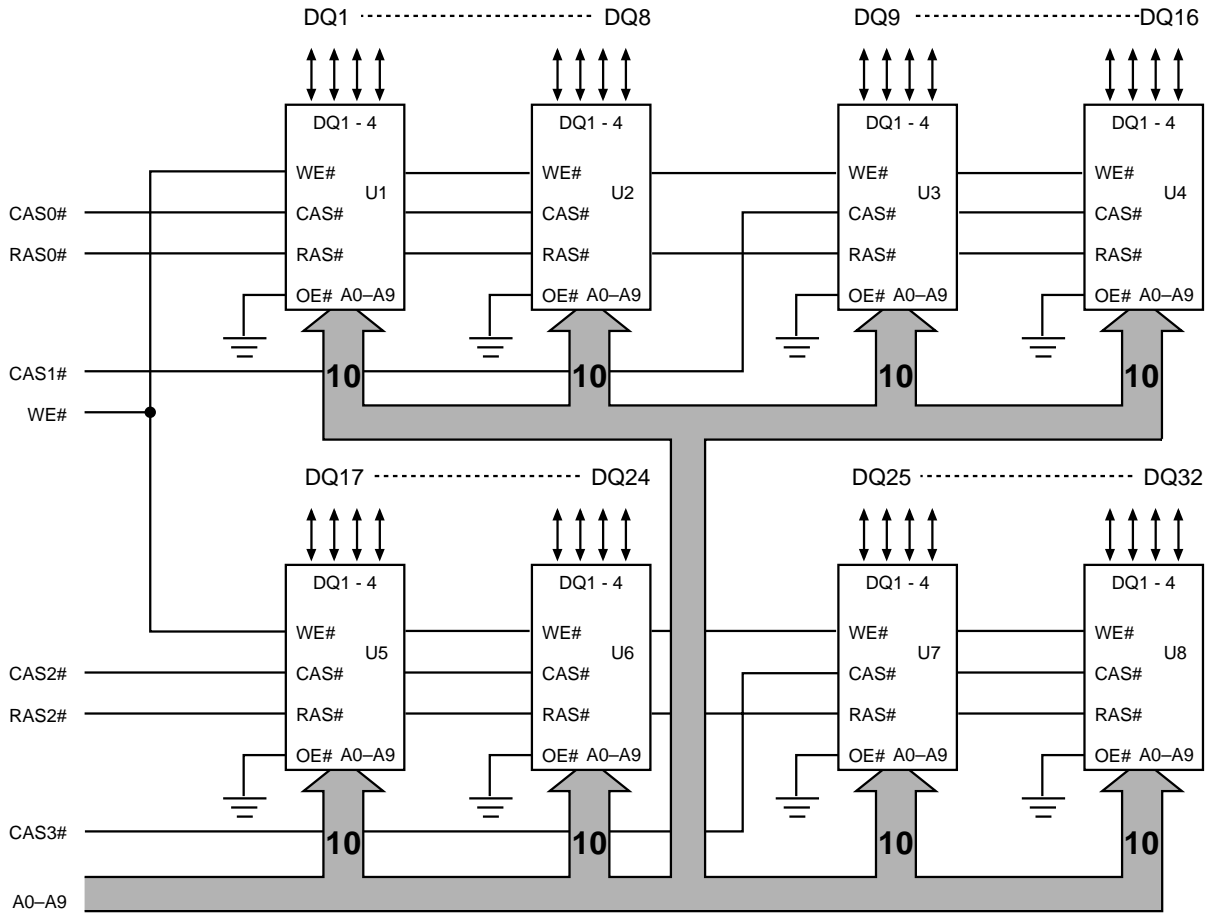 DQ1 DQ8 DQ9 DQ16
DQ1 - 4 DQ1 - 4 DQ1 - 4 DQ1 - 4
WE# WE# WE# WE#
U1 U2 U3 U4
CAS0# CAS# CAS# CAS# CAS#
RAS0# RAS# RAS# RAS# RAS#
OE# A0–A9 OE# A0–A9 OE# A0–A9 OE# A0–A9
CAS1# 10 10 10 10
WE#
DQ17 DQ24 DQ25 DQ32
DQ1 - 4 DQ1 - 4 DQ1 - 4 DQ1 - 4
WE# WE# WE# WE#
U5 U6 U7 U8
CAS2# CAS# CAS# CAS# CAS#
RAS2# RAS# RAS# RAS# RAS#
OE# A0–A9 OE# A0–A9 OE# A0–A9 OE# A0–A9
CAS3# 10 10 10 10
A0–A9